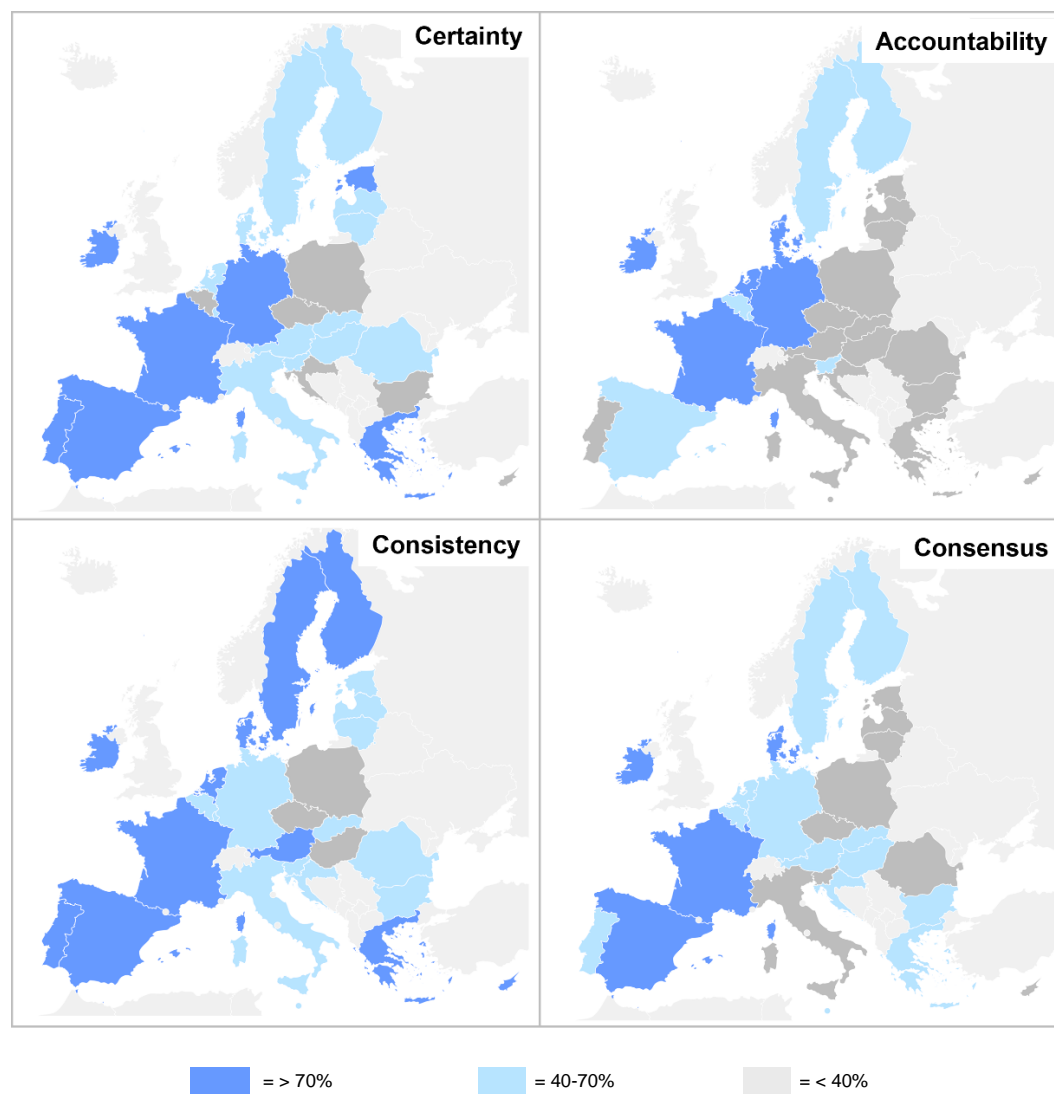 Certainty
Accountability
Consistency
Consensus
= > 70%
= 40-70%
= < 40%